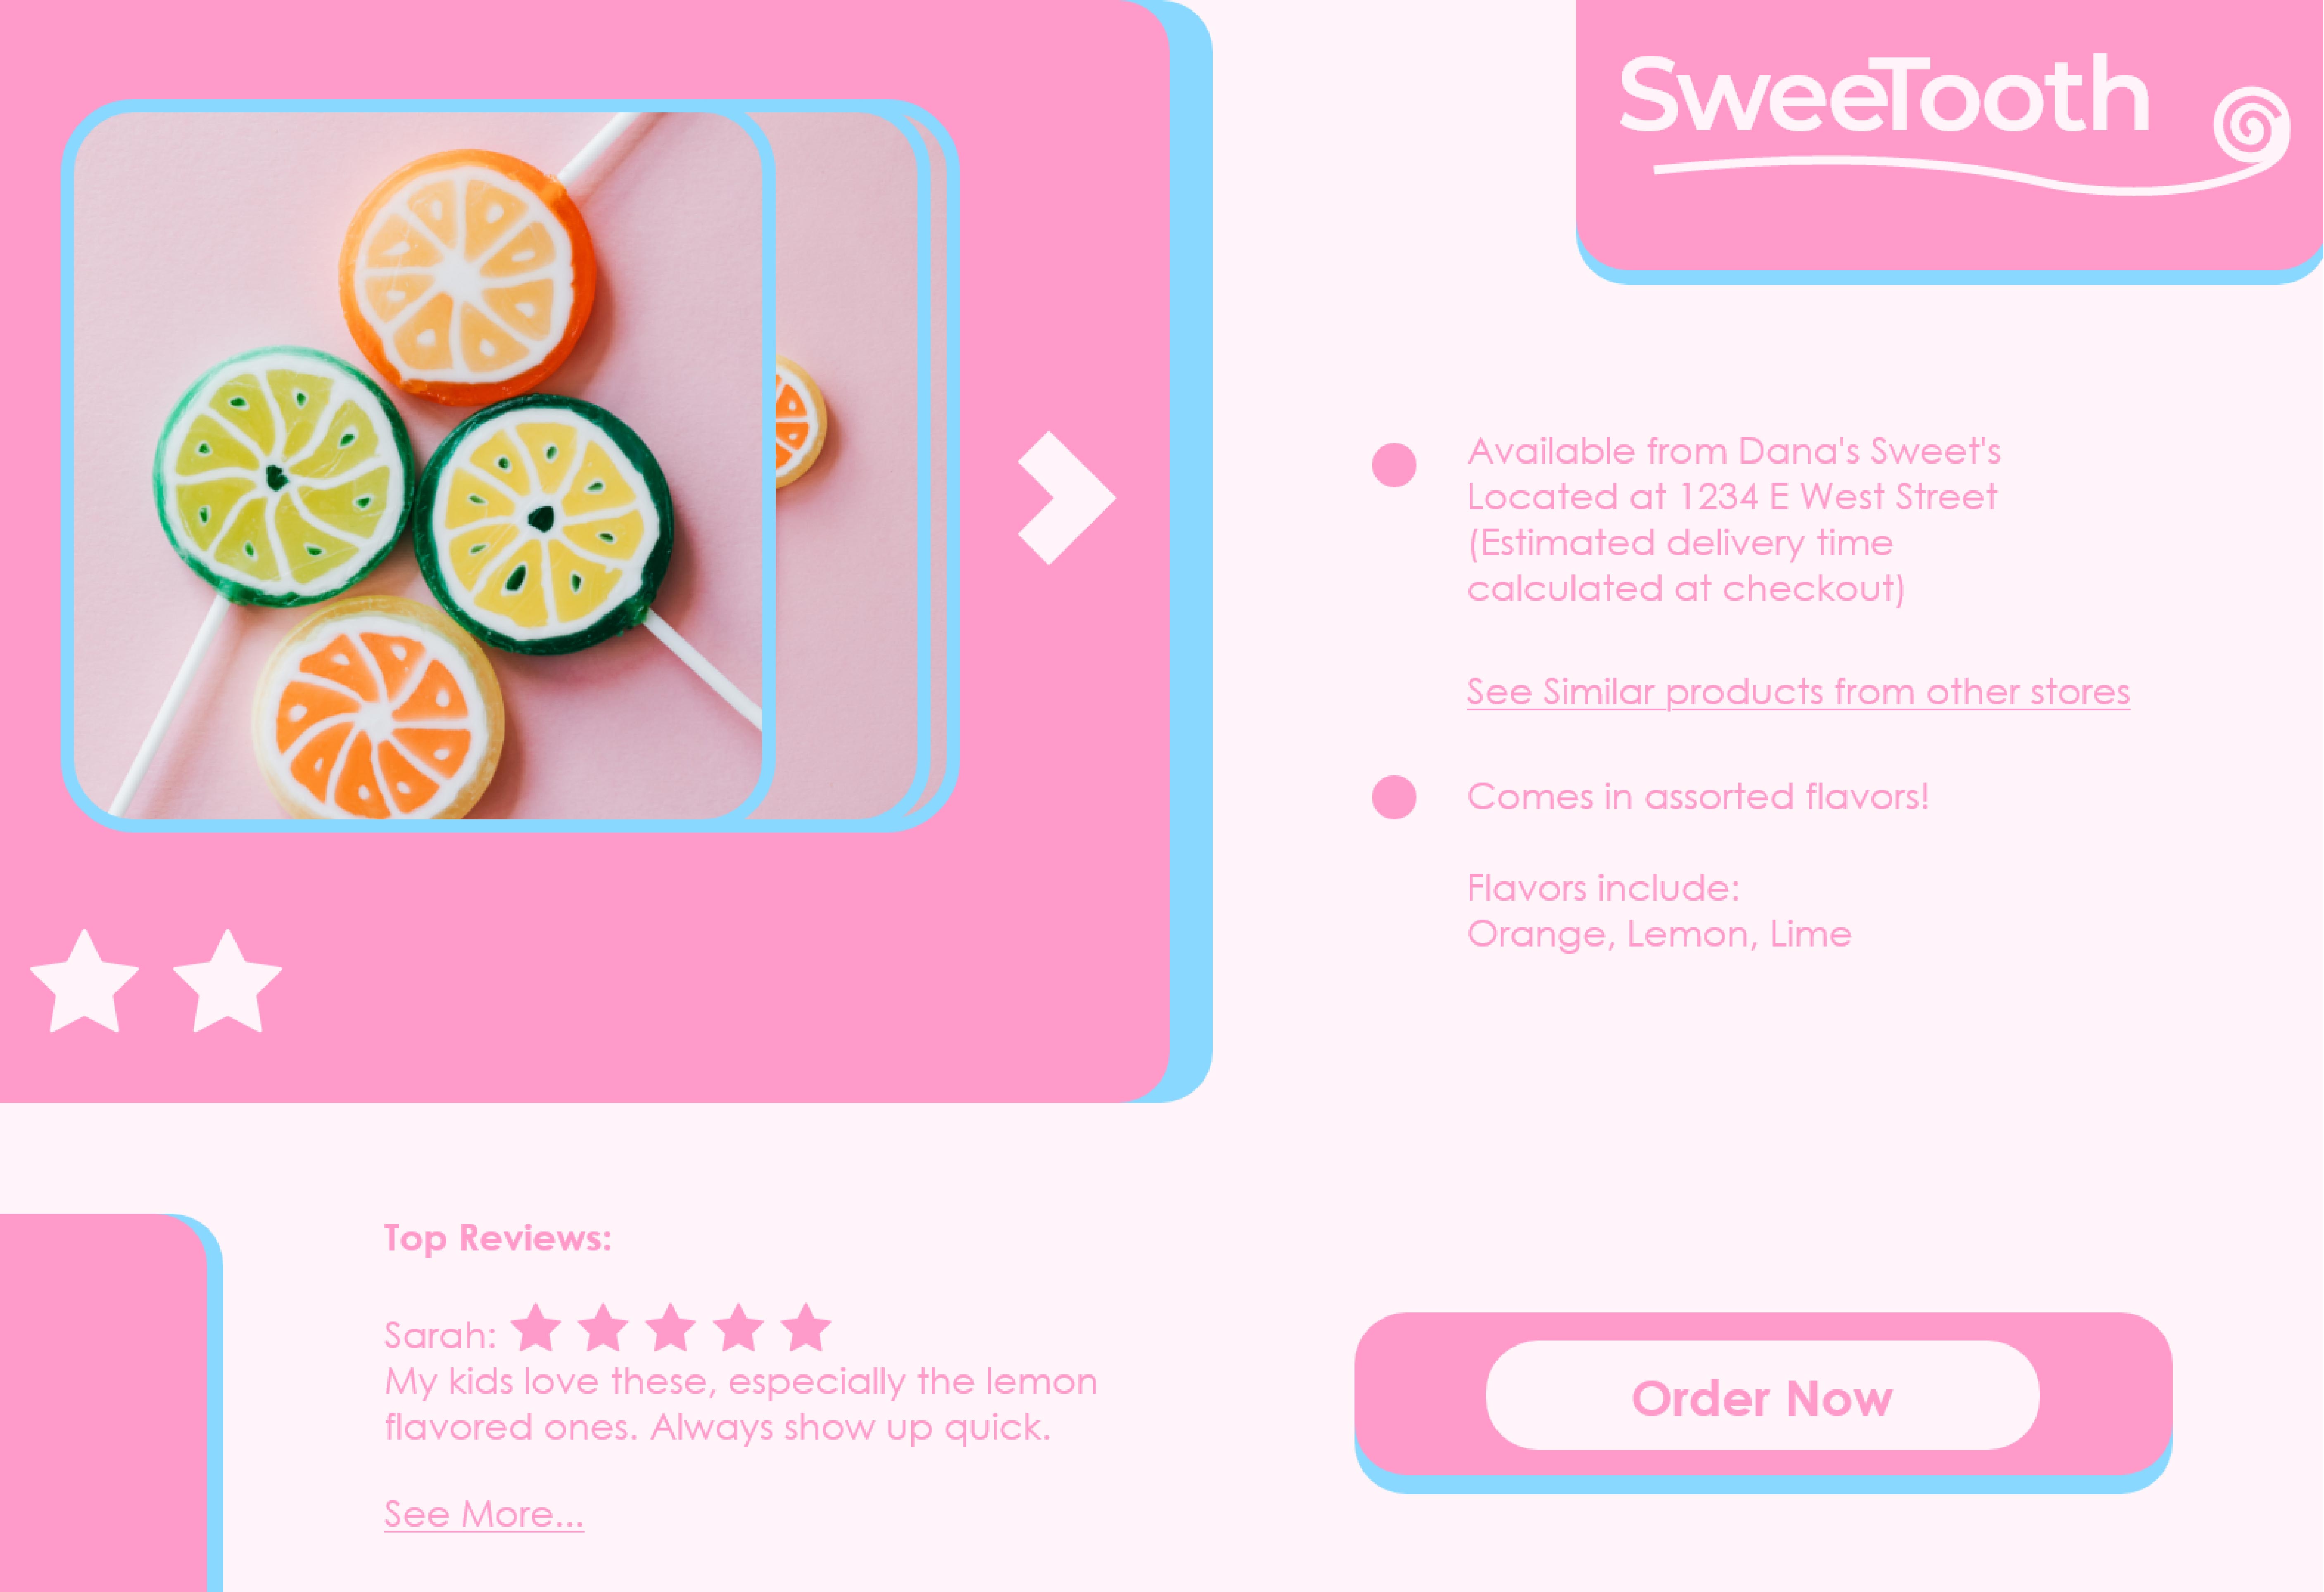 SweeTooth
Available from Dana's Sweet's
Located at 1234 E West Street
(Estimated delivery time
calculated at checkout)
See Similar products from other stores
Comes in assorted flavors!
Flavors include:
Orange, Lemon, Lime
Top Reviews:
Sarah:
My kids love these, especially the lemon
flavored ones. Always show up quick.
See More...
Order Now